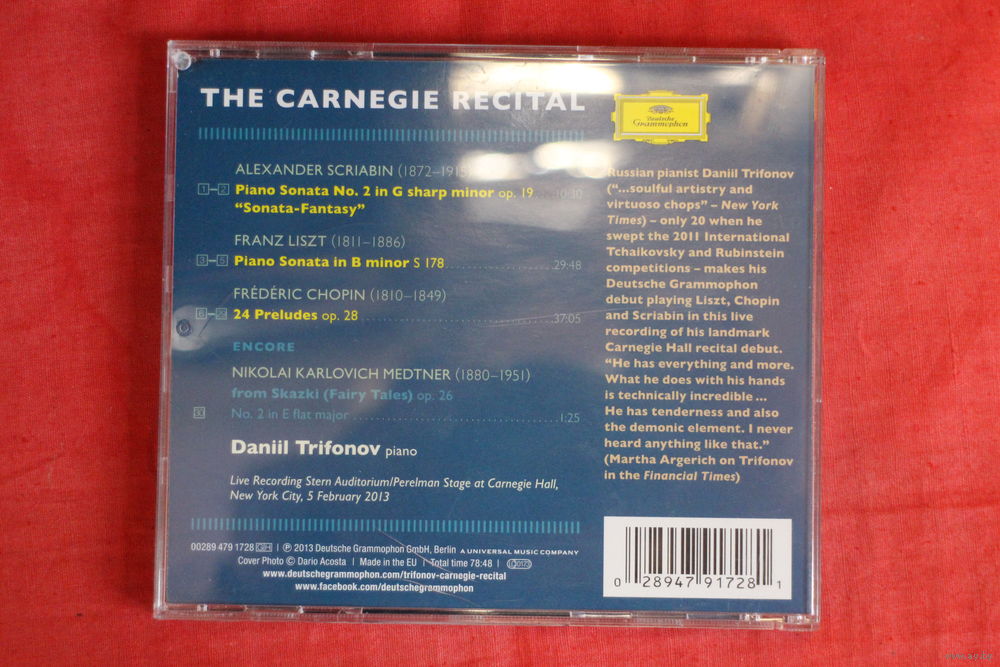 THE CARNEGIE RECITAL
Deutsche
Grammophon
ALEXANDER SCRIABIN (1872–1915)
1–2 Piano Sonata No. 2 in G sharp minor op. 19 10:30
“Sonata-Fantasy”
FRANZ LISZT (1811–1886)
3–5 Piano Sonata in B minor S 178 29:48
FRÉDÉRIC CHOPIN (1810–1849)
24 Preludes op. 28 37:05
ENCORE
NIKOLAI KARLOVICH MEDTNER (1880–1951)
from Skazki (Fairy Tales) op. 26
30 No. 2 in E flat major 1:25
Daniil Trifonov piano
Live Recording Stern Auditorium/Perelman Stage at Carnegie Hall,
New York City, 5 February 2013
00289 479 1728 GH | ℗ 2013 Deutsche Grammophon GmbH, Berlin A UNIVERSAL MUSIC COMPANY
Cover Photo © Dario Acosta | Made in the EU | Total time 78:48 |
www.deutschegrammophon.com/trifonov-carnegie-recital
www.facebook.com/deutschegrammophon
Russian pianist Daniil Trifonov
(“...soulful artistry and
virtuoso chops” – New York
Times) – only 20 when he
swept the 2011 International
Tchaikovsky and Rubinstein
competitions – makes his
Deutsche Grammophon
debut playing Liszt, Chopin
and Scriabin in this live
recording of his landmark
Carnegie Hall recital debut.
“He has everything and more.
What he does with his hands
is technically incredible ...
He has tenderness and also
the demonic element. I never
heard anything like that.”
(Martha Argerich on Trifonov
in the Financial Times)
0 28947 91728 1